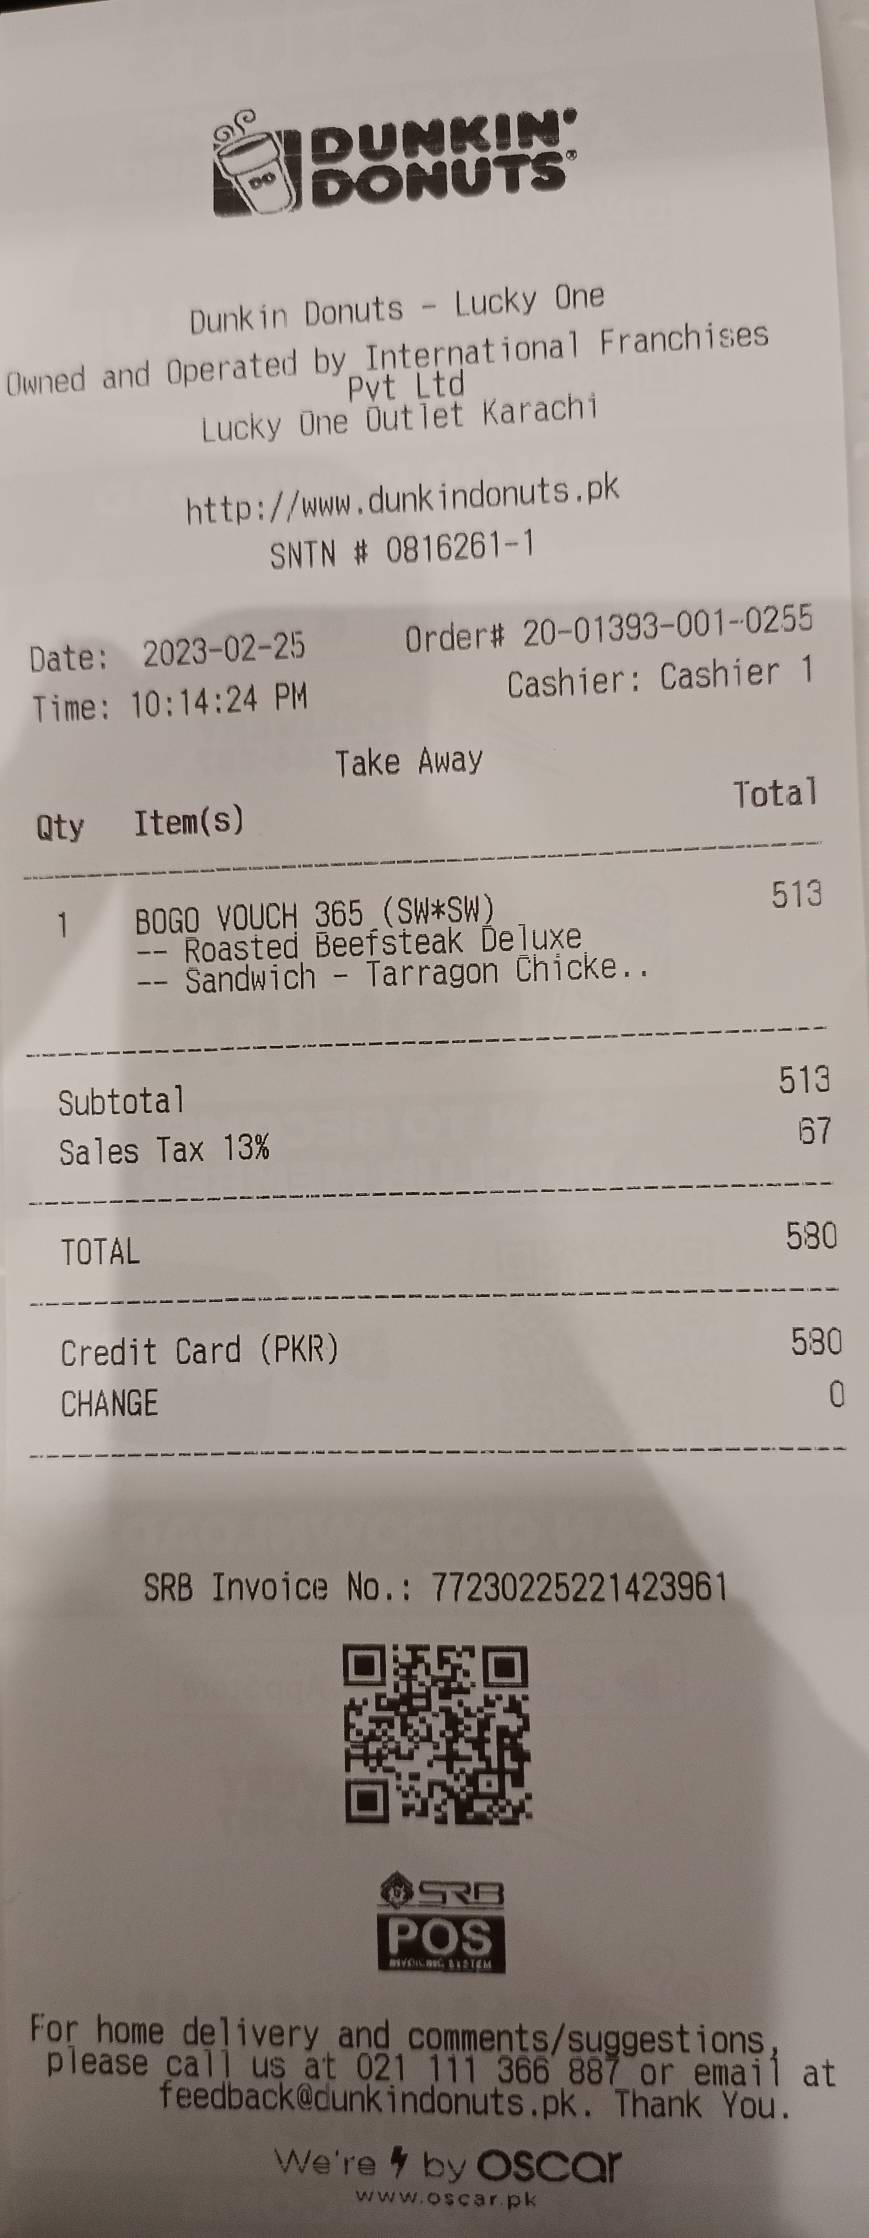 DUNKIN'
DONUTS®
Dunkin Donuts - Lucky One
Owned and Operated by International Franchises
Pvt Ltd
Lucky One Outlet Karachi
http://www.dunkindonuts.pk
SNTN # 0816261-1
Date: 2023-02-25 Order# 20-01393-001-0255
Time: 10:14:24 PM Cashier: Cashier 1
Take Away
Qty Item(s) Total
1 BOGO VOUCH 365 (SW*SW) 513
-- Roasted Beefsteak Deluxe
-- Sandwich - Tarragon Chicke..
Subtotal 513
Sales Tax 13% 67
TOTAL 580
Credit Card (PKR) 580
CHANGE 0
SRB Invoice No.: 77230225221423961
SRB
POS
INVOICING SYSTEM
For home delivery and comments/suggestions,
please call us at 021 111 366 887 or email at
feedback@dunkindonuts.pk. Thank You.
We're by oscar
www.oscar.pk